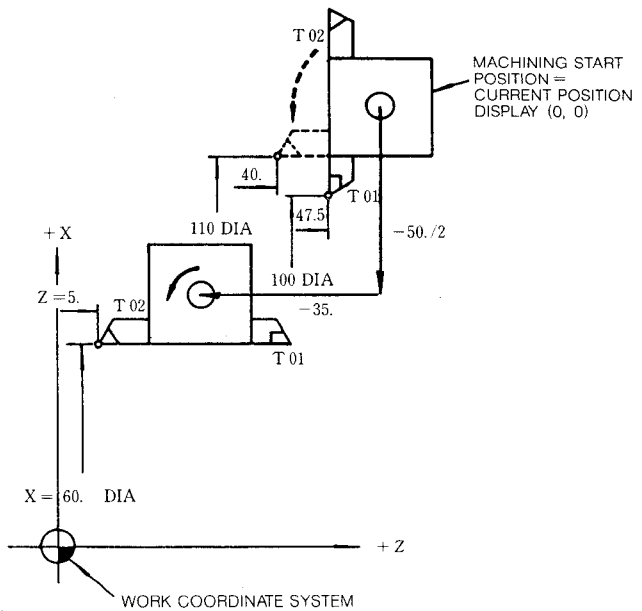 T 02
MACHINING START
POSITION =
CURRENT POSITION
DISPLAY (0, 0)
40.
T 01
47.5
110 DIA
-50./2
+X
100 DIA
Z=5.
T 02
-35.
T 01
X = 60. DIA
+ Z
WORK COORDINATE SYSTEM